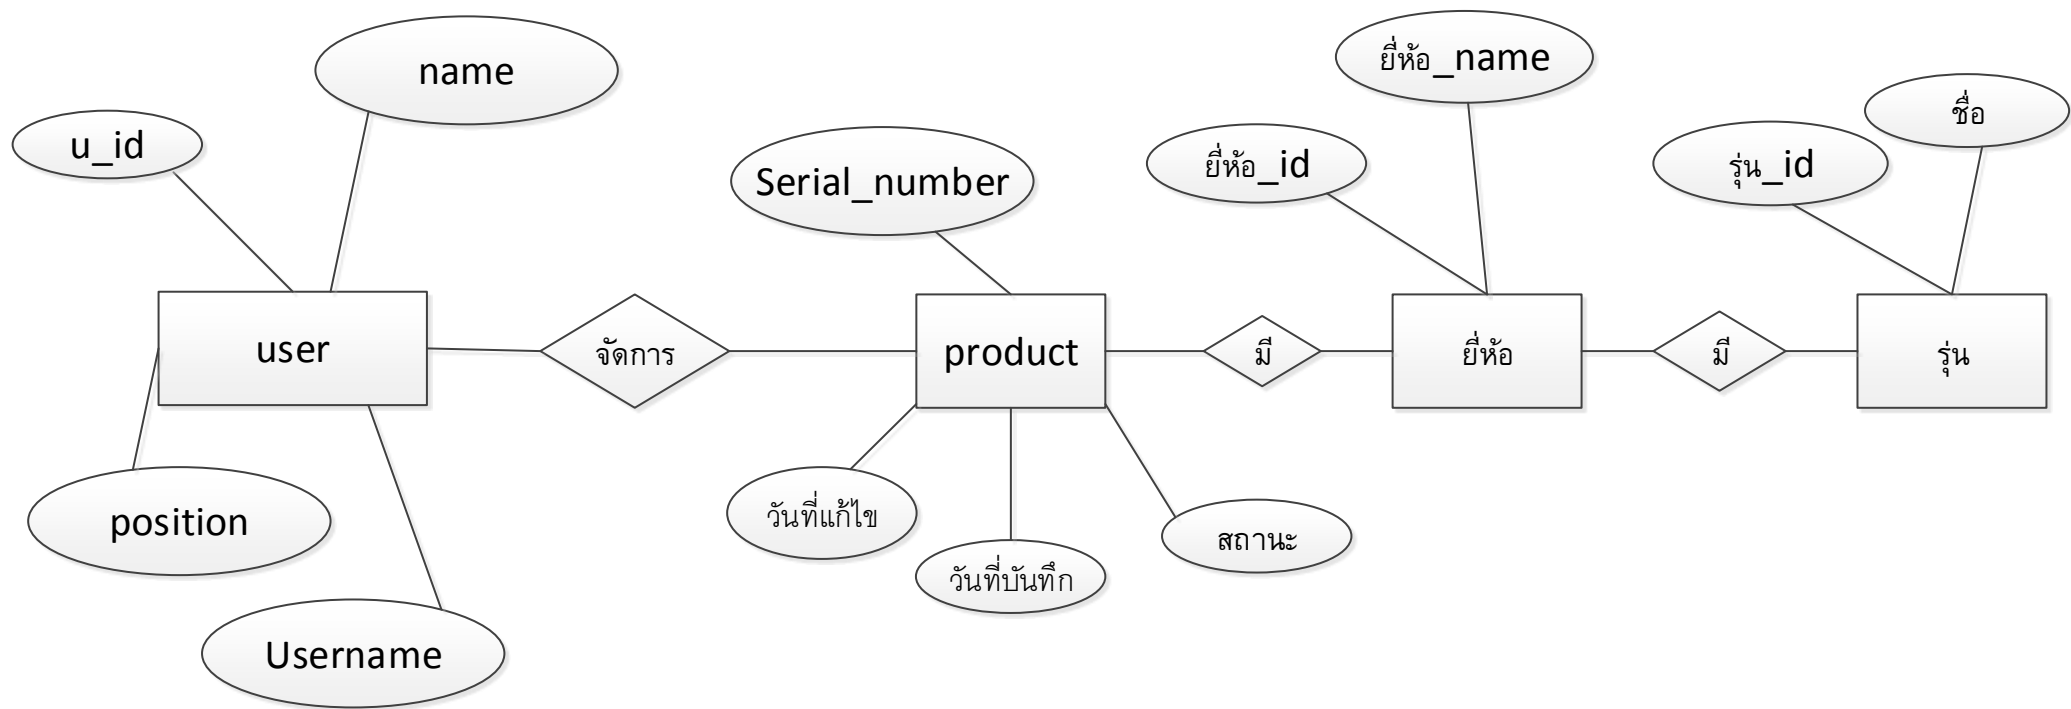 name
ยี่ห้อ_name
ชื่อ
u_id
Serial_number
ยี่ห้อ_id
รุ่น_id
user
จัดการ
product
มี
ยี่ห้อ
มี
รุ่น
position
วันที่แก้ไข
วันที่บันทึก
สถานะ
Username